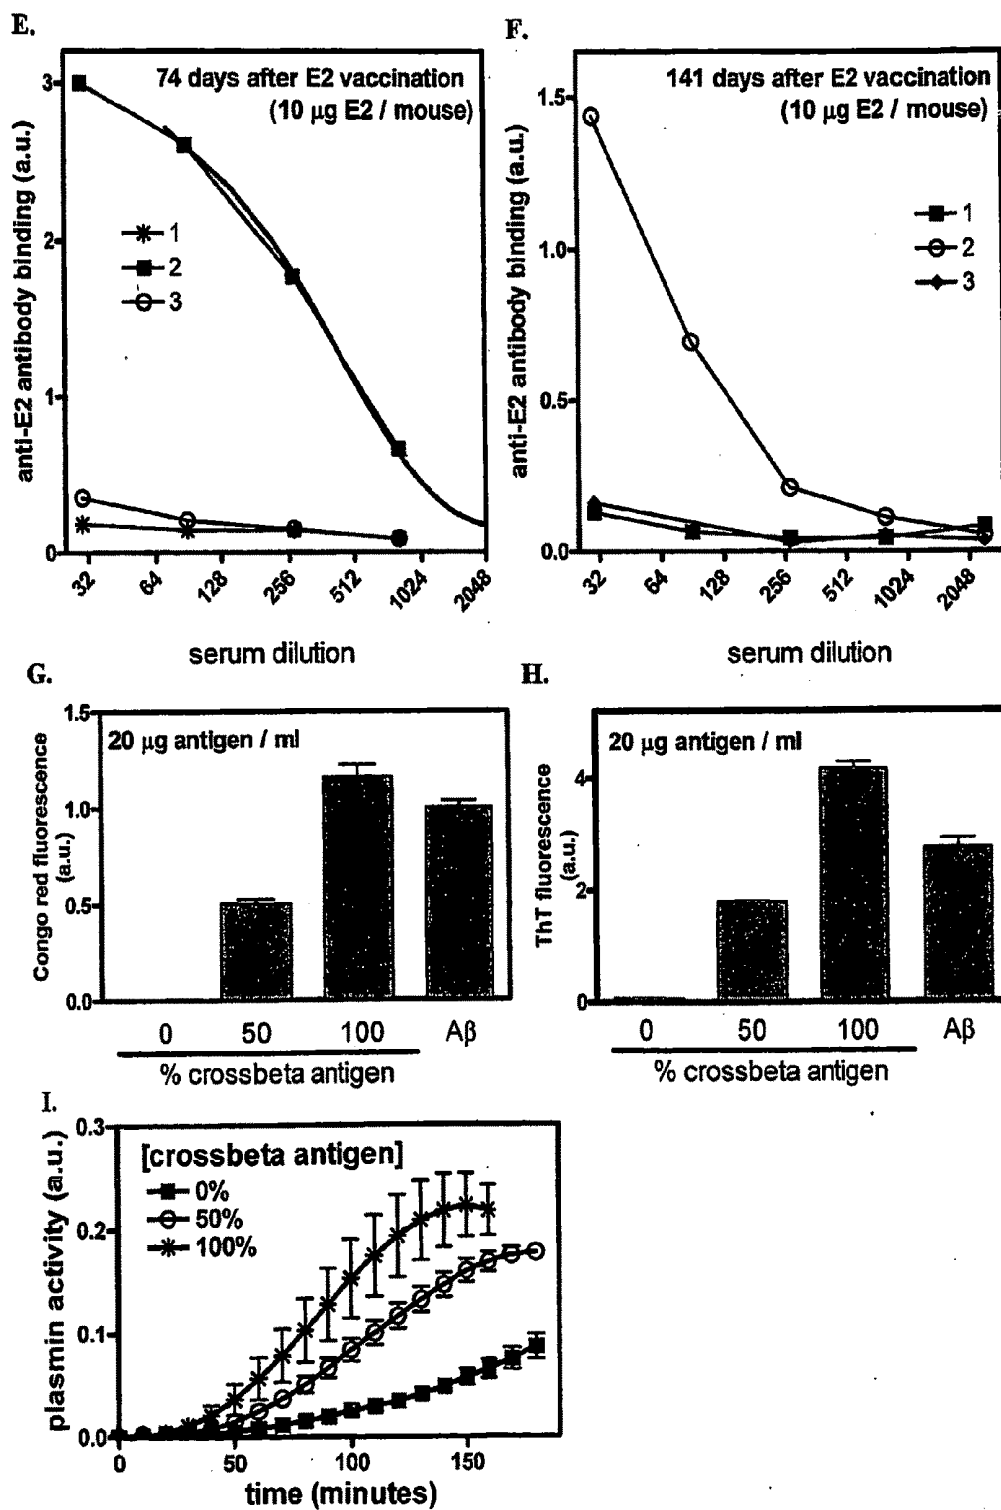 E.
74 days after E2 vaccination
(10 µg E2 / mouse)
anti-E2 antibody binding (a.u.)
3
2
1
0
1
2
3
32
64
128
256
512
1024
2048
serum dilution
F.
141 days after E2 vaccination
(10 µg E2 / mouse)
anti-E2 antibody binding (a.u.)
1.5
1.0
0.5
0.0
1
2
3
32
64
128
256
512
1024
2048
serum dilution
G.
20 µg antigen / ml
Congo red fluorescence
(a.u.)
1.5
1.0
0.5
0.0
0
50
100
Aβ
% crossbeta antigen
H.
20 µg antigen / ml
ThT fluorescence
(a.u.)
4
2
0
0
50
100
Aβ
% crossbeta antigen
I.
[crossbeta antigen]
0%
50%
100%
plasmin activity (a.u.)
0.3
0.2
0.1
0.0
0
50
100
150
time (minutes)